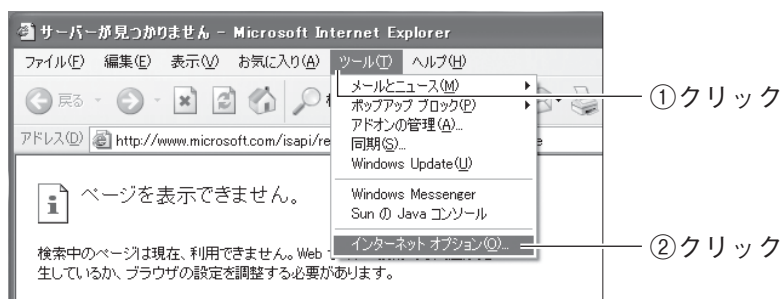 サーバーが見つかりません - Microsoft Internet Explorer
ファイル(F) 編集(E) 表示(V) お気に入り(A) ツール(T) ヘルプ(H)
戻る
アドレス(D) http://www.microsoft.com/isapi/re
メールとニュース(M)
ポップアップ ブロック(P)
アドオンの管理(A)...
同期(S)...
Windows Update(U)
Windows Messenger
Sun の Java コンソール
インターネット オプション(O)...
①クリック
②クリック
ページを表示できません。
検索中のページは現在、利用できません。Web
生しているか、ブラウザの設定を調整する必要があります。